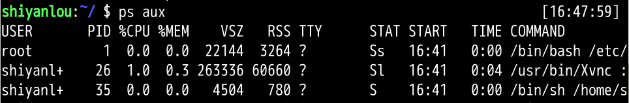 shiyanlou:~/ $ ps aux [16:47:59]
USER PID %CPU %MEM VSZ RSS TTY STAT START TIME COMMAND
root 1 0.0 0.0 22144 3264 ? Ss 16:41 0:00 /bin/bash /etc/
shiyanl+ 26 1.0 0.3 263336 60660 ? Sl 16:41 0:04 /usr/bin/Xvnc :
shiyanl+ 35 0.0 0.0 4504 780 ? S 16:41 0:00 /bin/sh /home/s